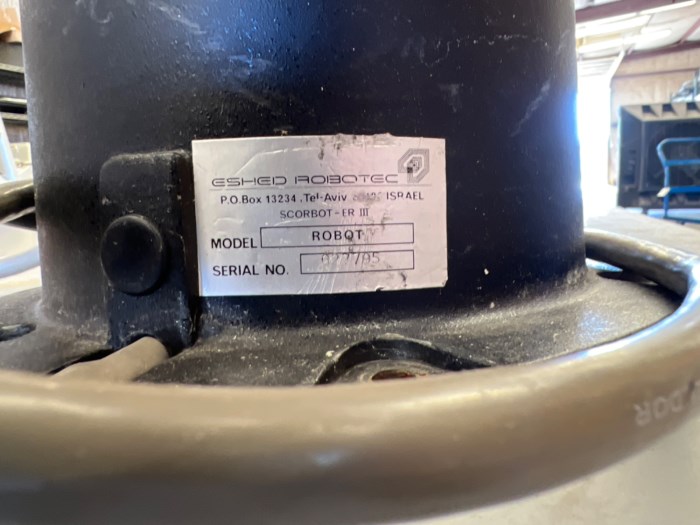 ESHED ROBOTEC
P.O.Box 13234 . Tel-Aviv ISRAEL
SCORBOT-ER III
MODEL ROBOT
SERIAL NO.